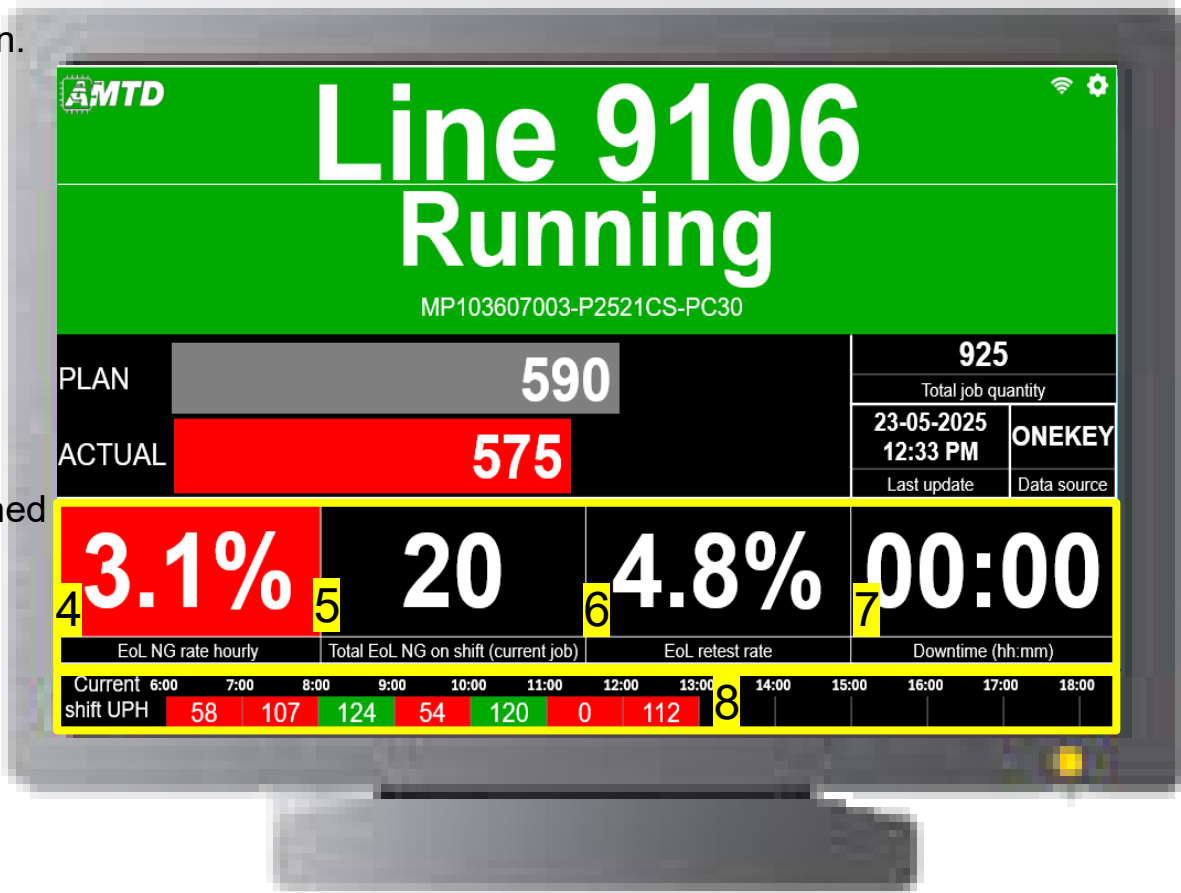 n.
AMTD
Line 9106
Running
MP103607003-P2521CS-PC30
PLAN 590
925
Total job quantity
ACTUAL 575
23-05-2025
12:33 PM
Last update
ONEKEY
Data source
ned
4 3.1%
EoL NG rate hourly
5 20
Total EoL NG on shift (current job)
6 4.8%
EoL retest rate
7 00:00
Downtime (hh:mm)
Current shift UPH
6:00 7:00 8:00 9:00 10:00 11:00 12:00 13:00 14:00 15:00 16:00 17:00 18:00
58 107 124 54 120 0 112
8